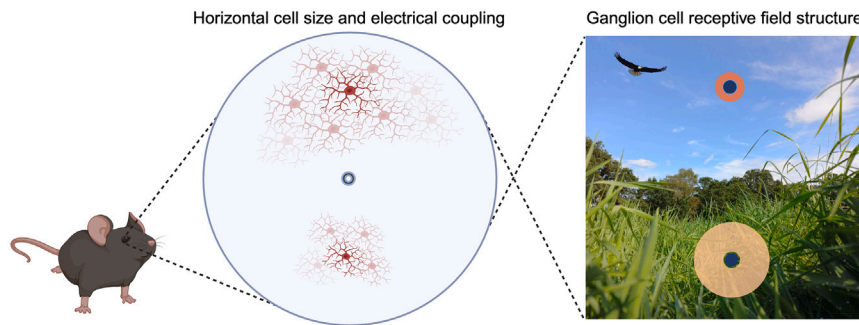 Horizontal cell size and electrical coupling
Ganglion cell receptive field structure